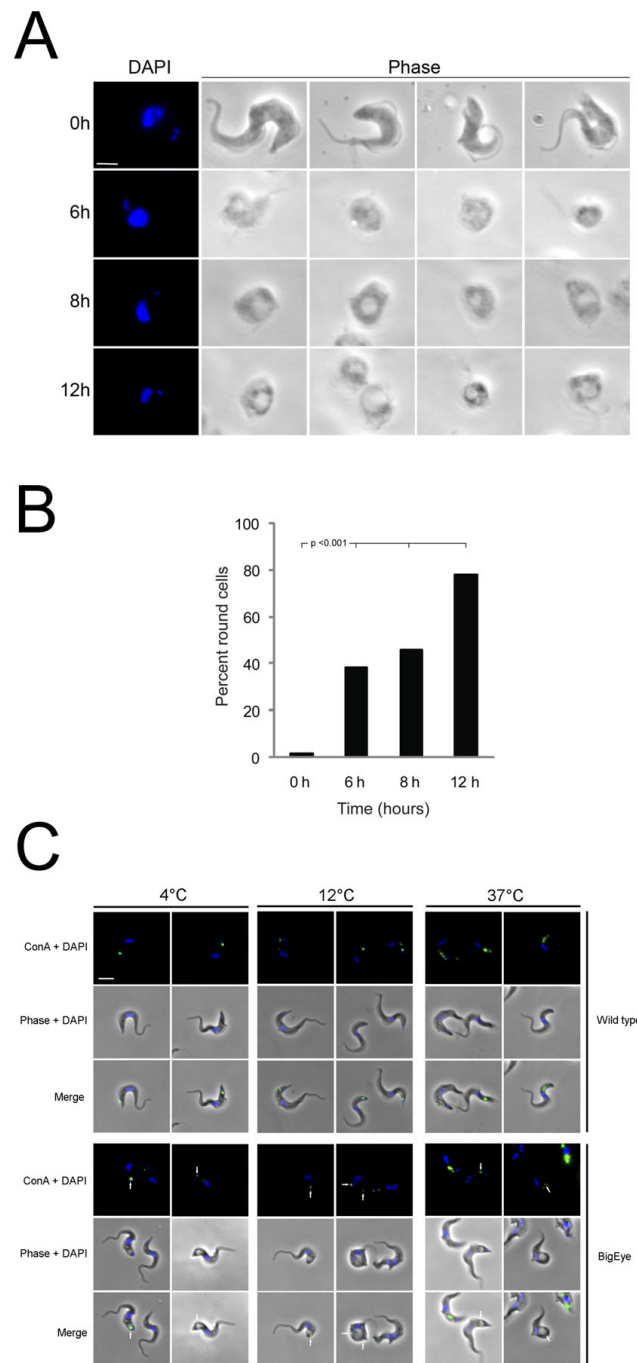 A
DAPI Phase
0h
6h
8h
12h
B
100
80
60
40
20
0
p <0.001
Percent round cells
0 h 6 h 8 h 12 h
Time (hours)
C
4°C 12°C 37°C
ConA + DAPI
Phase + DAPI
Merge
Wild type
ConA + DAPI
Phase + DAPI
Merge
BigEye